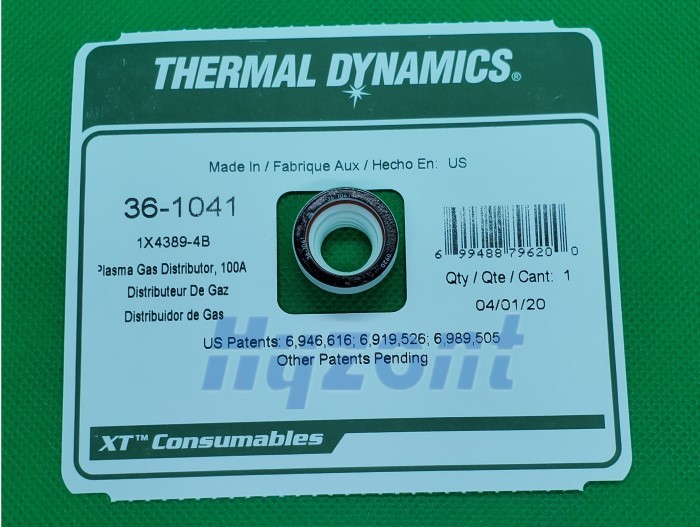 THERMAL DYNAMICS®
Made In / Fabrique Aux / Hecho En: US
36-1041
1X4389-4B
Plasma Gas Distributor, 100A
Distributeur De Gaz
Distribuidor de Gas
6 99488 79620 0
Qty / Qte / Cant: 1
04/01/20
US Patents: 6,946,616; 6,919,526; 6,989,505
Other Patents Pending
Hqzont
XT™ Consumables